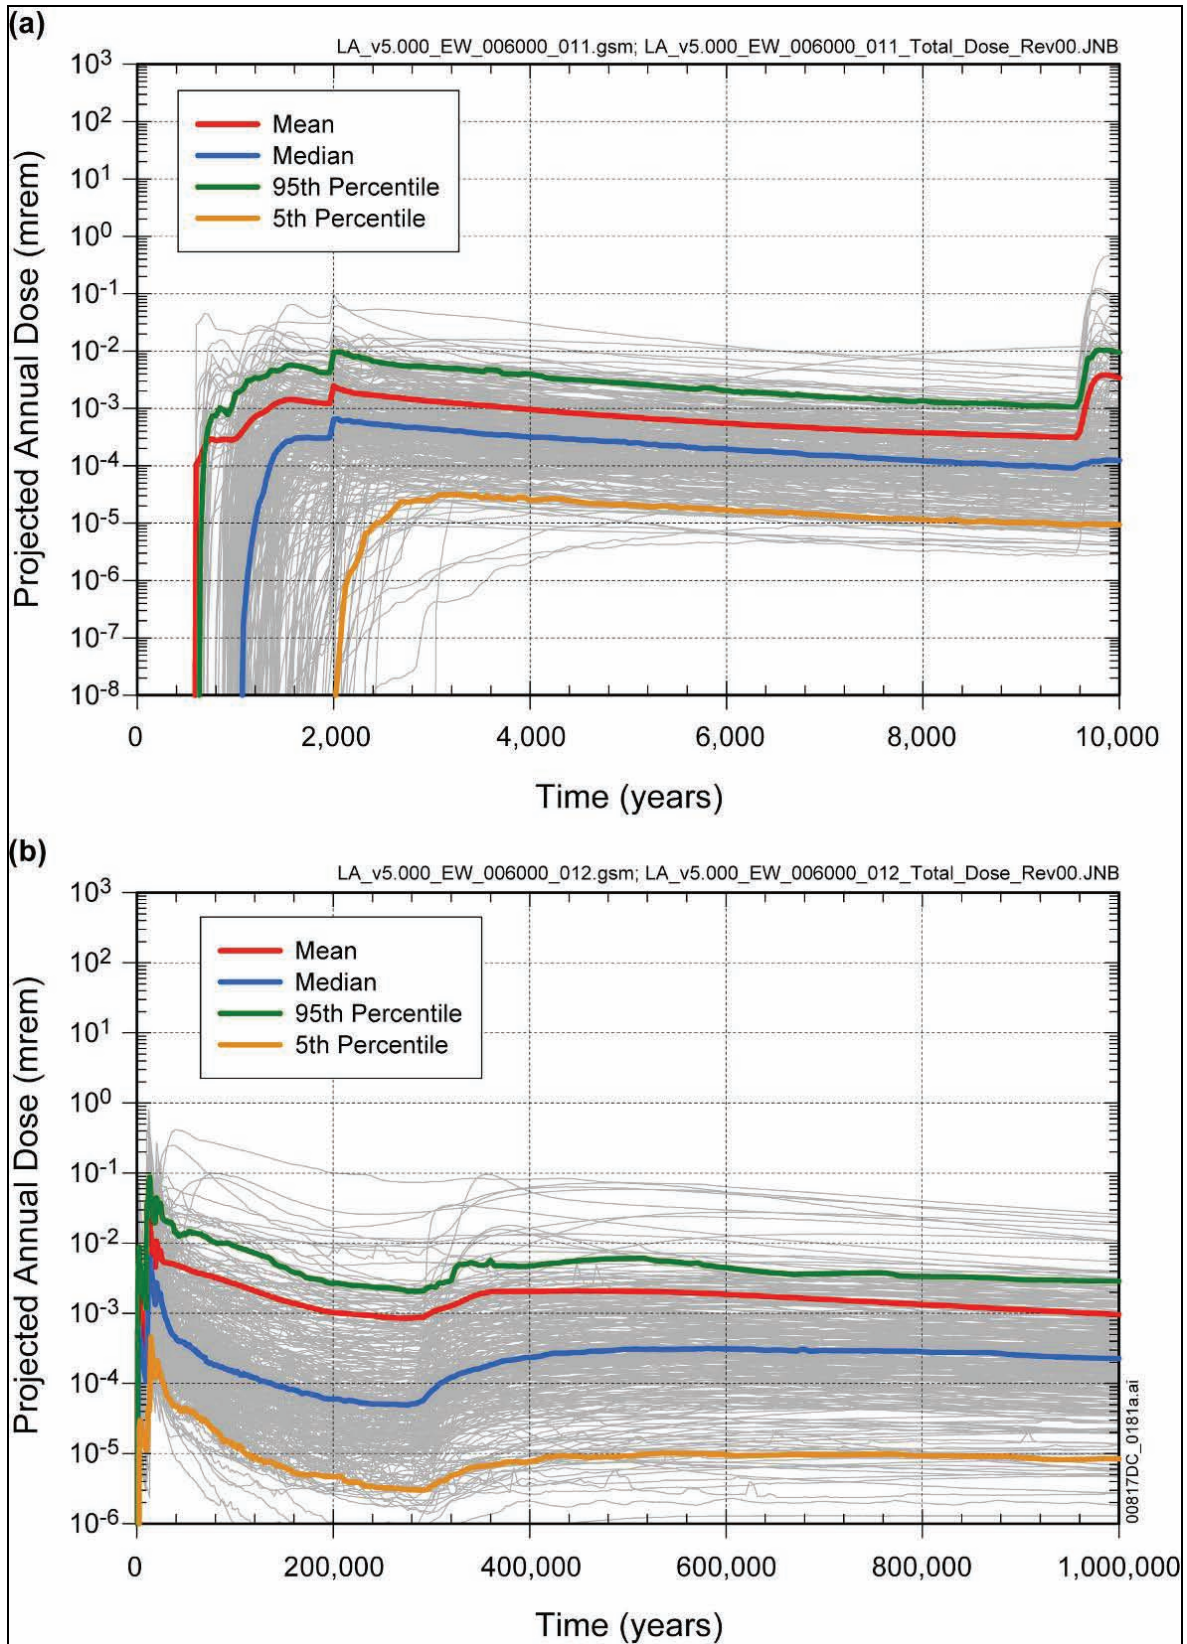 (a)
LA_v5.000_EW_006000_011.gsm; LA_v5.000_EW_006000_011_Total_Dose_Rev00.JNB
10³
10²
10¹
10⁰
10⁻¹
10⁻²
10⁻³
10⁻⁴
10⁻⁵
10⁻⁶
10⁻⁷
10⁻⁸
Projected Annual Dose (mrem)
Mean
Median
95th Percentile
5th Percentile
0 2,000 4,000 6,000 8,000 10,000
Time (years)
(b)
LA_v5.000_EW_006000_012.gsm; LA_v5.000_EW_006000_012_Total_Dose_Rev00.JNB
10³
10²
10¹
10⁰
10⁻¹
10⁻²
10⁻³
10⁻⁴
10⁻⁵
10⁻⁶
Projected Annual Dose (mrem)
Mean
Median
95th Percentile
5th Percentile
00817DC_0181a.ai
0 200,000 400,000 600,000 800,000 1,000,000
Time (years)